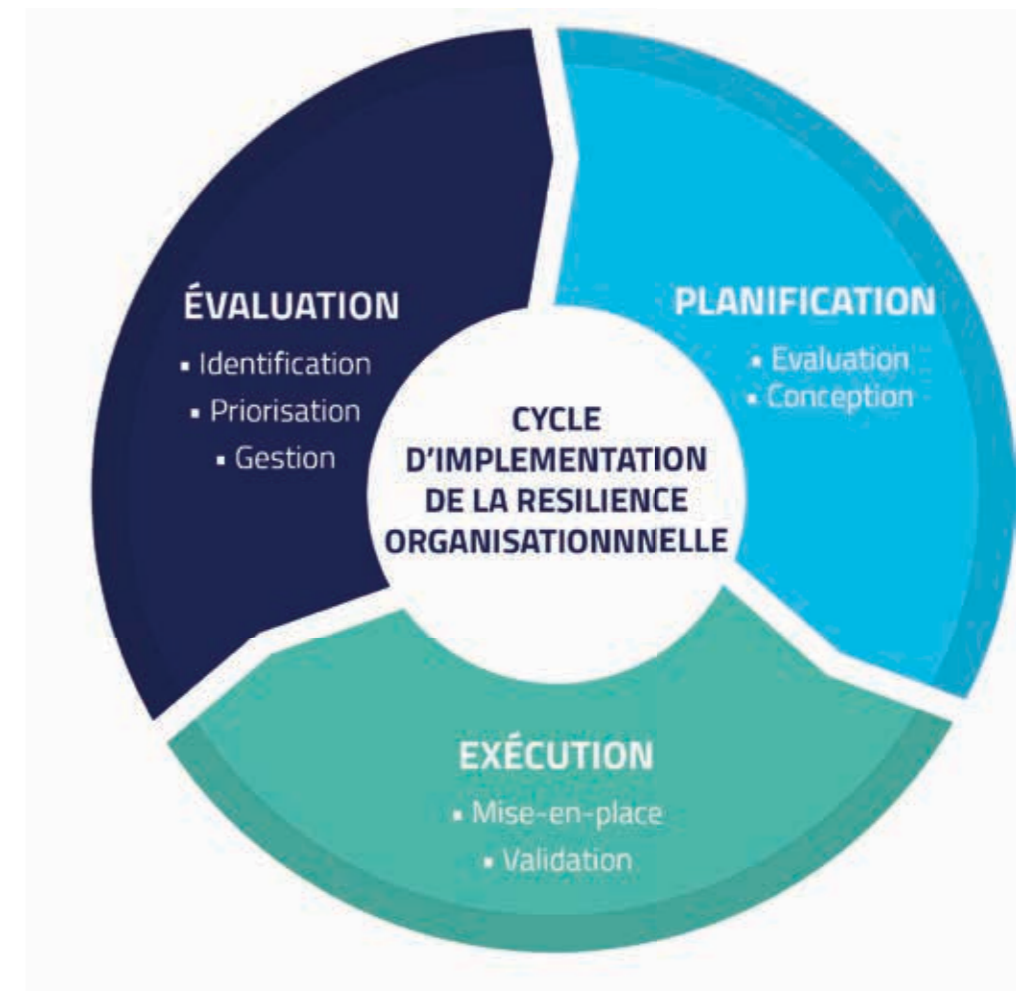 ÉVALUATION
▪ Identification
▪ Priorisation
▪ Gestion
PLANIFICATION
▪ Evaluation
▪ Conception
CYCLE
D'IMPLEMENTATION
DE LA RESILIENCE
ORGANISATIONNNELLE
EXÉCUTION
▪ Mise-en-place
▪ Validation